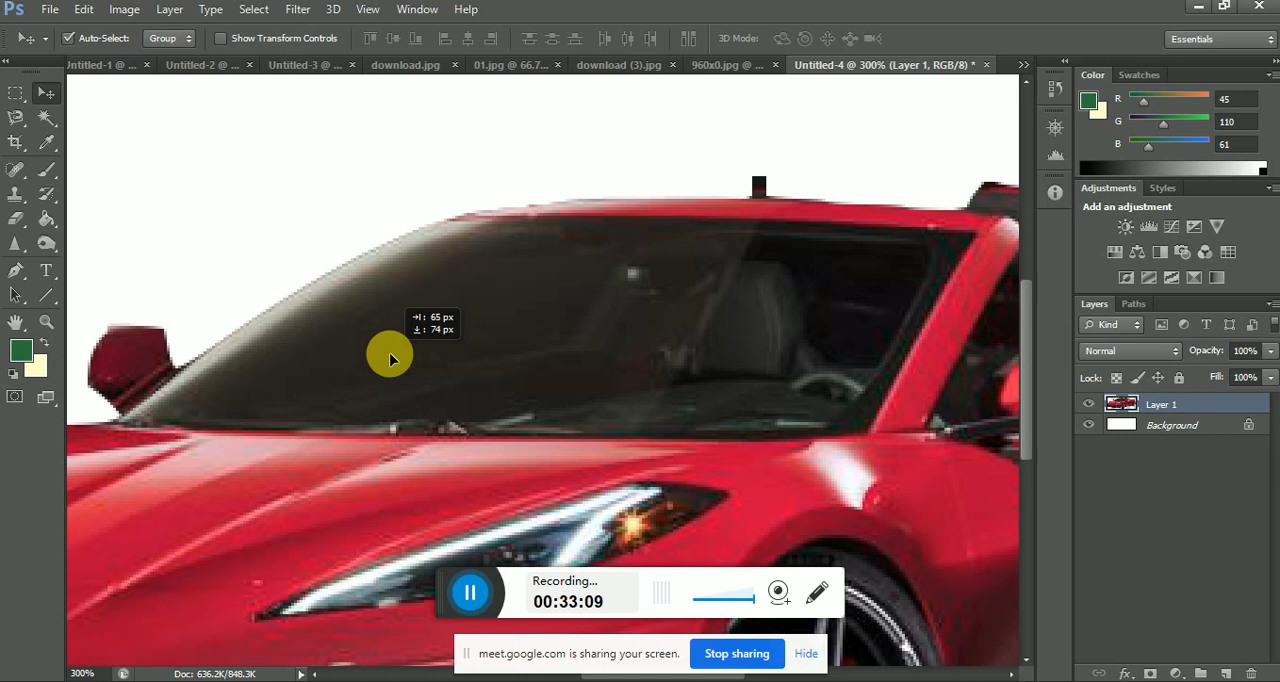 Ps File Edit Image Layer Type Select Filter 3D View Window Help
Auto-Select: Group Show Transform Controls 3D Mode: Essentials
Untitled-1 @ ... × Untitled-2 @ ... × Untitled-3 @ ... × download.jpg × 01.jpg @ 66.7... × download (3).jpg × 960x0.jpg @ ... × Untitled-4 @ 300% (Layer 1, RGB/8) * ×
Color Swatches
R 45
G 110
B 61
Adjustments Styles
Add an adjustment
Layers Paths
Kind
Normal Opacity: 100%
Lock: Fill: 100%
Layer 1
Background
65 px
74 px
Recording...
00:33:09
meet.google.com is sharing your screen. Stop sharing Hide
300% Doc: 636.2K/848.3K